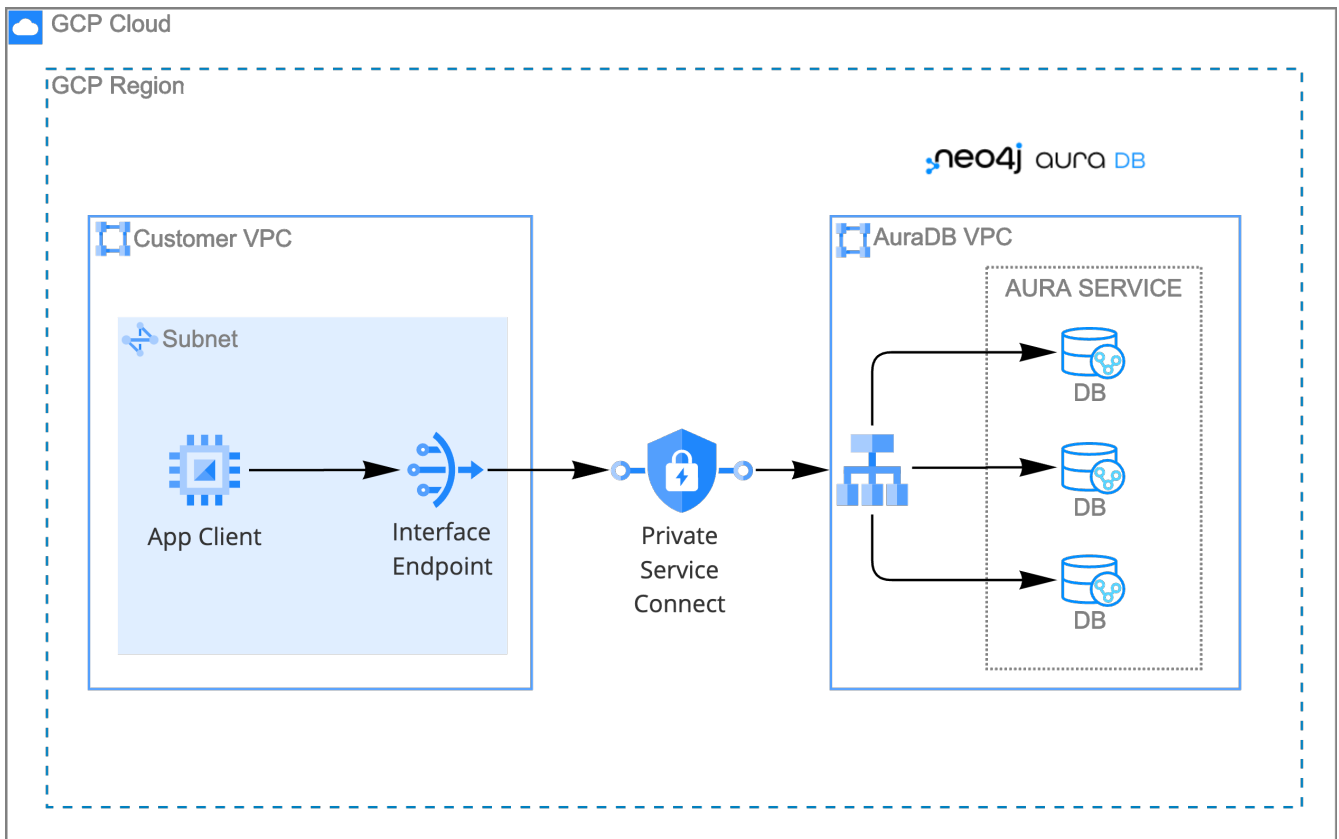 GCP Cloud
GCP Region
neo4j aura DB
Customer VPC
AuraDB VPC
AURA SERVICE
Subnet
DB
App Client
Interface
Endpoint
Private
Service
Connect
DB
DB